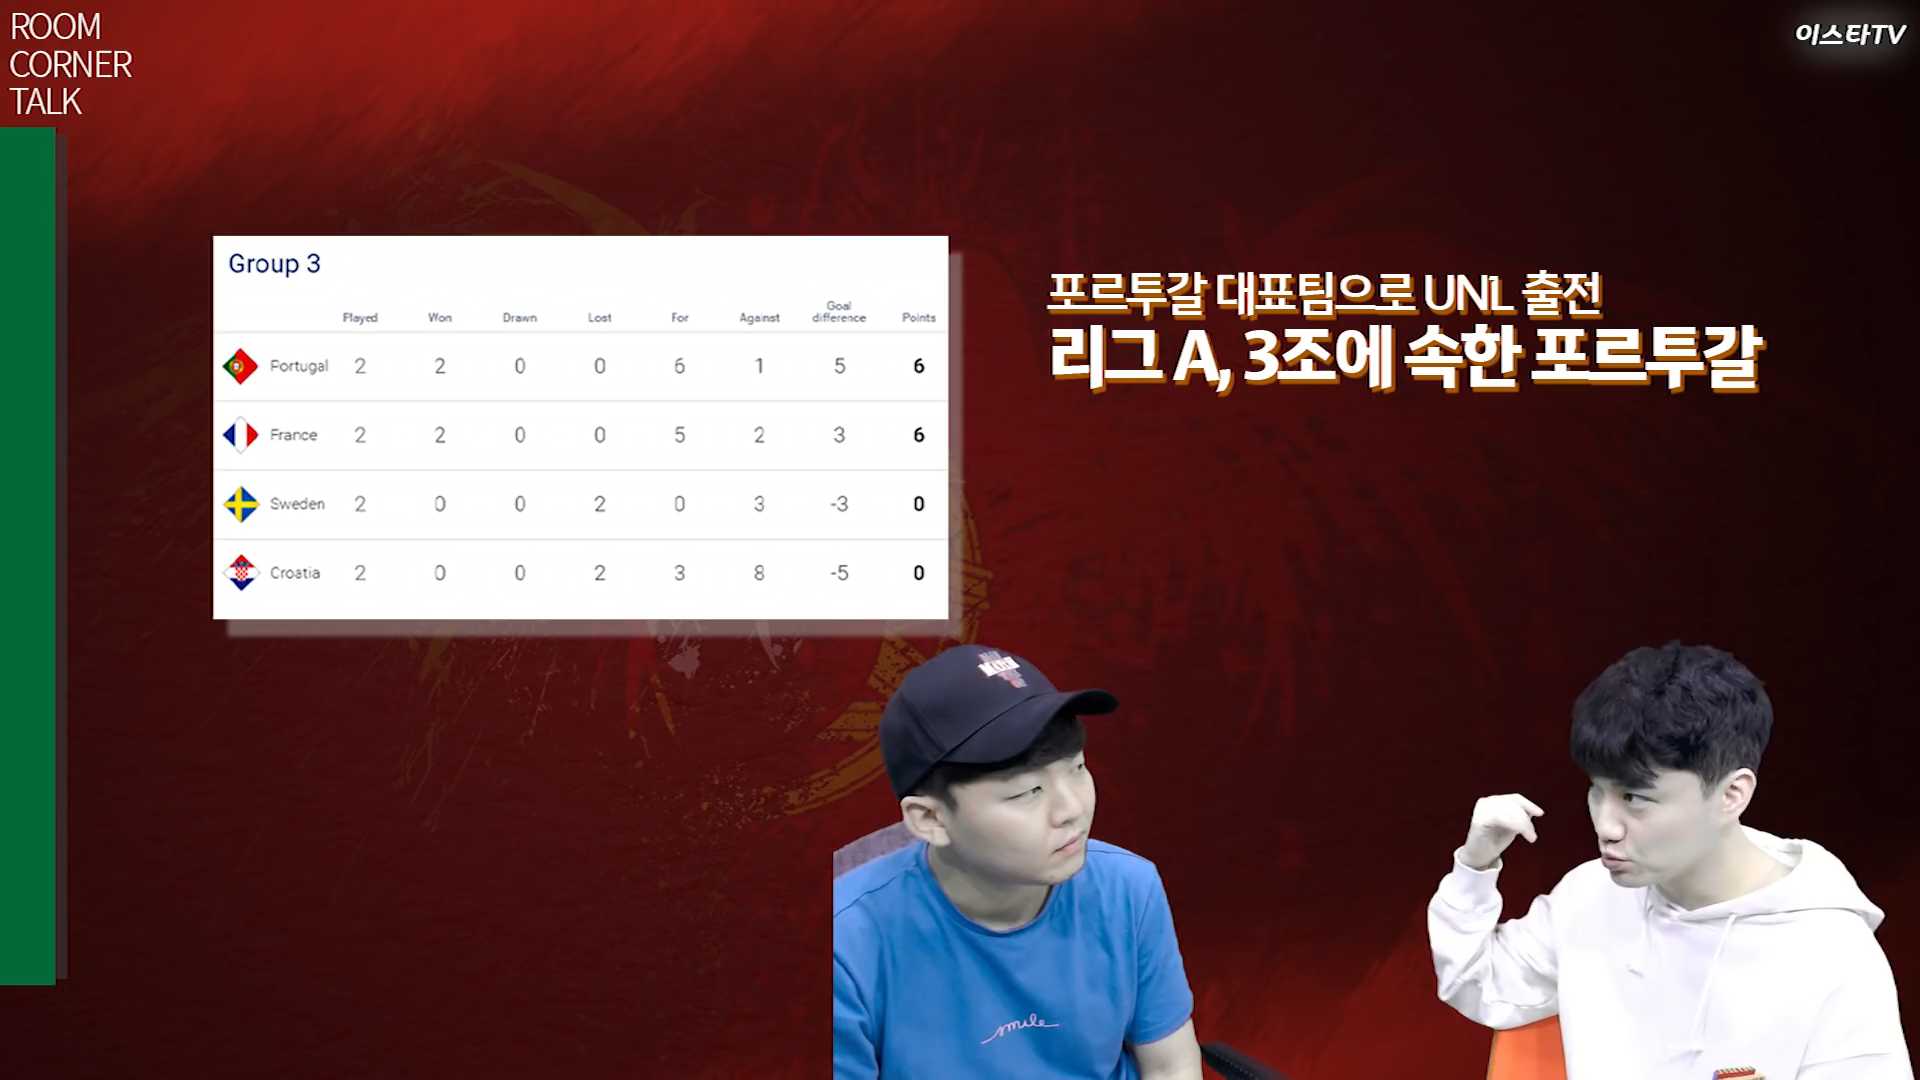 ROOM
CORNER
TALK
이스타TV
Group 3
Played Won Drawn Lost For Against Goal difference Points
Portugal 2 2 0 0 6 1 5 6
France 2 2 0 0 5 2 3 6
Sweden 2 0 0 2 0 3 -3 0
Croatia 2 0 0 2 3 8 -5 0
포르투갈 대표팀으로 UNL 출전
리그 A, 3조에 속한 포르투갈
smile